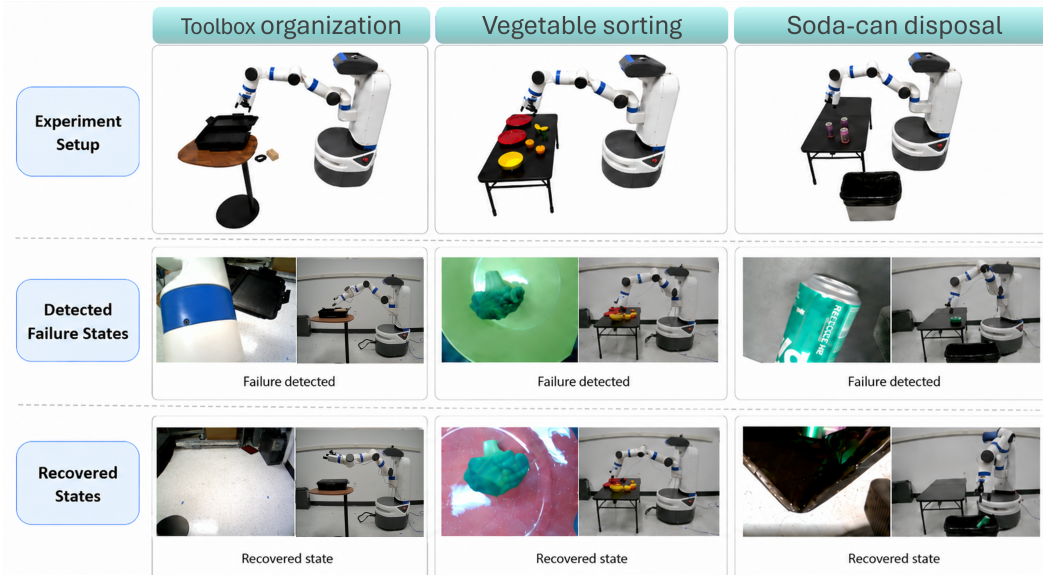 Toolbox organization
Vegetable sorting
Soda-can disposal
Experiment
Setup
Detected
Failure States
Failure detected
Failure detected
Failure detected
Recovered
States
Recovered state
Recovered state
Recovered state